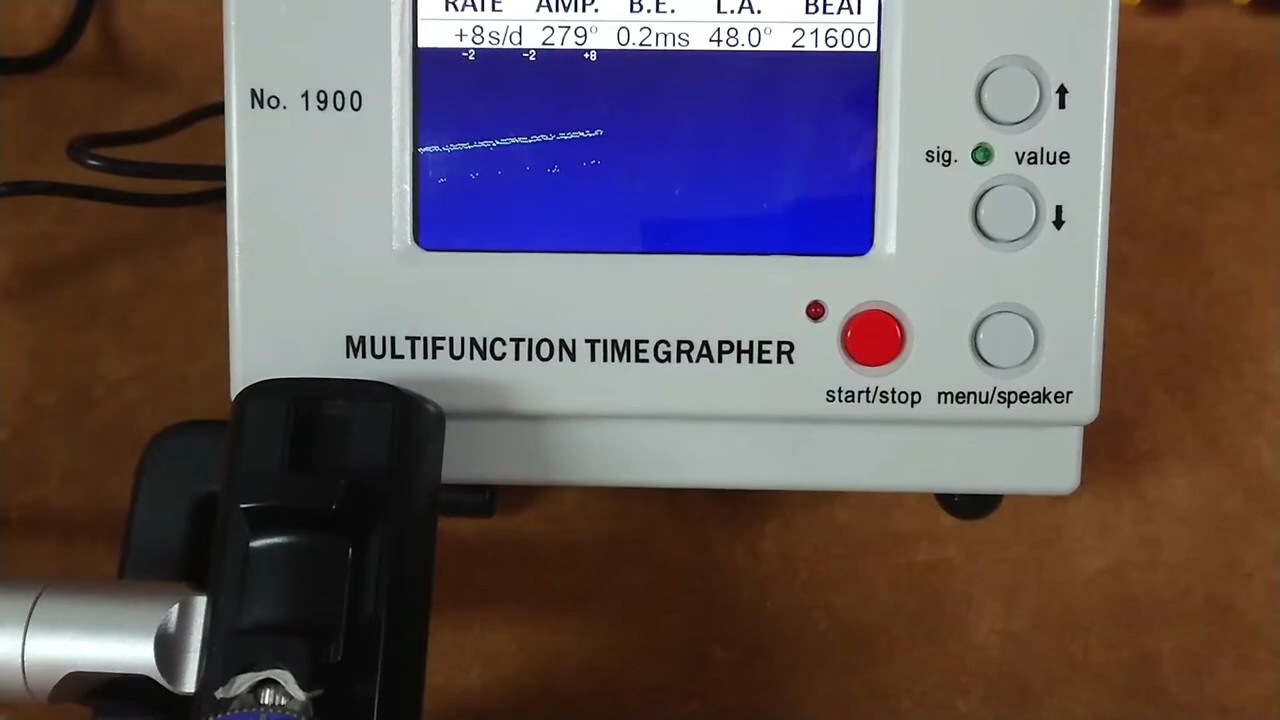 RATE AMP. B.E. L.A. BEAT
+8s/d 279° 0.2ms 48.0° 21600
-2 -2 +8
No. 1900
sig. value
MULTIFUNCTION TIMEGRAPHER
start/stop menu/speaker